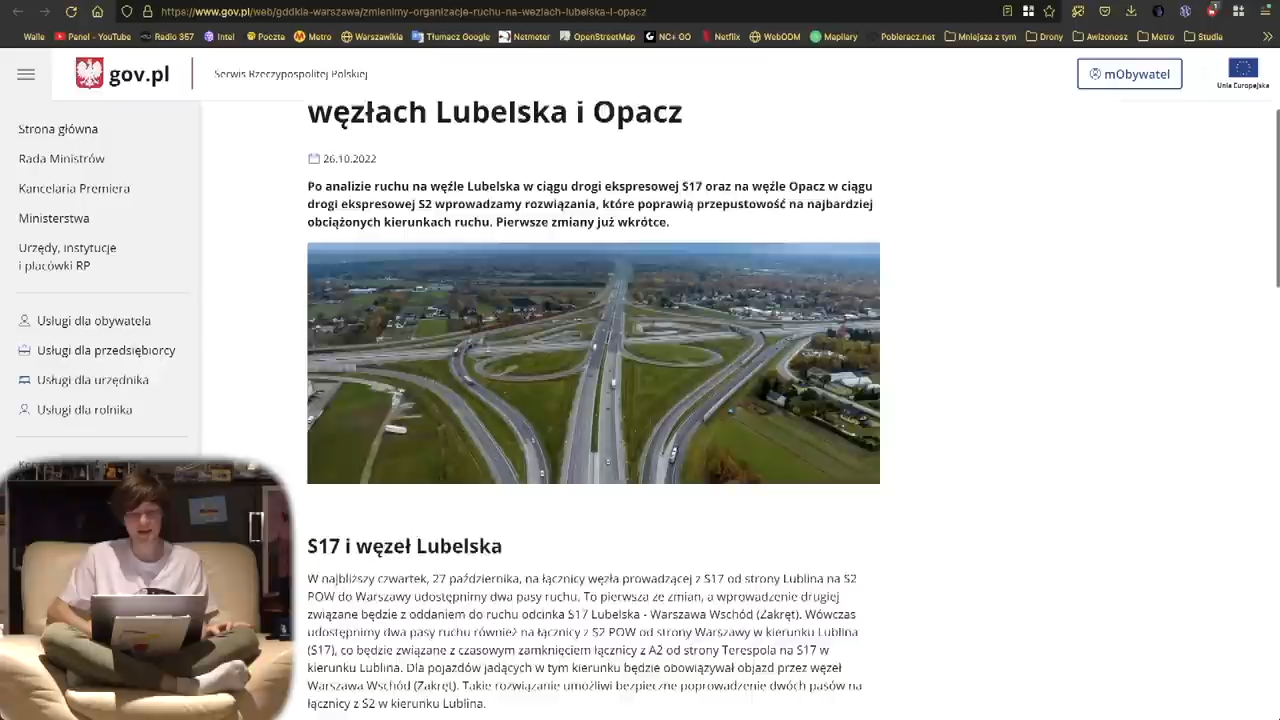 https://www.gov.pl/web/gddkia-warszawa/zmienimy-organizacje-ruchu-na-wezlach-lubelska-i-opacz
Walle Panel - YouTube Radio 357 Intel Poczta Metro Warszawikia Tłumacz Google Netmeter OpenStreetMap NC+ GO Netflix WebODM Mapilary Pobieracz.net Mniejsza z tym Drony Awizonosz Metro Studia
gov.pl
Serwis Rzeczypospolitej Polskiej
mObywatel
Unia Europejska
Strona główna
Rada Ministrów
Kancelaria Premiera
Ministerstwa
Urzędy, instytucje
i placówki RP
Usługi dla obywatela
Usługi dla przedsiębiorcy
Usługi dla urzędnika
Usługi dla rolnika
węzłach Lubelska i Opacz
26.10.2022
Po analizie ruchu na węźle Lubelska w ciągu drogi ekspresowej S17 oraz na węźle Opacz w ciągu
drogi ekspresowej S2 wprowadzamy rozwiązania, które poprawią przepustowość na najbardziej
obciążonych kierunkach ruchu. Pierwsze zmiany już wkrótce.
S17 i węzeł Lubelska
W najbliższy czwartek, 27 października, na łącznicy węzła prowadzącej z S17 od strony Lublina na S2
POW do Warszawy udostępnimy dwa pasy ruchu. To pierwsza ze zmian, a wprowadzenie drugiej
związane będzie z oddaniem do ruchu odcinka S17 Lubelska - Warszawa Wschód (Zakręt). Wówczas
udostępnimy dwa pasy ruchu również na łącznicy z S2 POW od strony Warszawy w kierunku Lublina
(S17), co będzie związane z czasowym zamknięciem łącznicy z A2 od strony Terespola na S17 w
kierunku Lublina. Dla pojazdów jadących w tym kierunku będzie obowiązywał objazd przez węzeł
Warszawa Wschód (Zakręt). Takie rozwiązanie umożliwi bezpieczne poprowadzenie dwóch pasów na
łącznicy z S2 w kierunku Lublina.